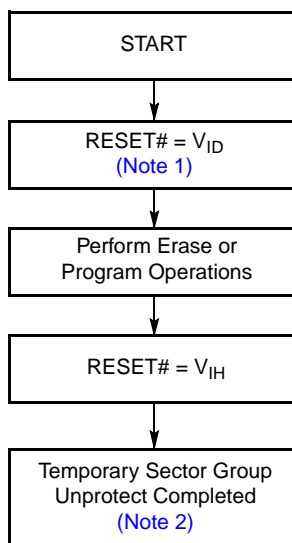 START
RESET# = VID
(Note 1)
Perform Erase or
Program Operations
RESET# = VIH
Temporary Sector Group
Unprotect Completed
(Note 2)